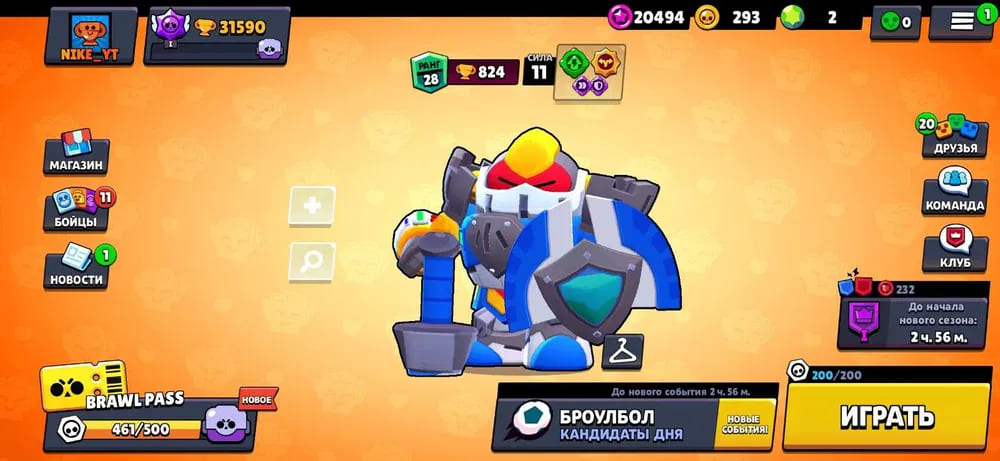 NIKE_YT
I
31590
20494
293
2
0
1
РАНГ
28
824
СИЛА
11
МАГАЗИН
11
БОЙЦЫ
1
НОВОСТИ
20
ДРУЗЬЯ
КОМАНДА
КЛУБ
232
До начала
нового сезона:
2 ч. 56 м.
BRAWL PASS
НОВОЕ
461/500
До нового события 2 ч. 56 м.
БРОУЛБОЛ
КАНДИДАТЫ ДНЯ
НОВЫЕ
СОБЫТИЯ!
200/200
ИГРАТЬ